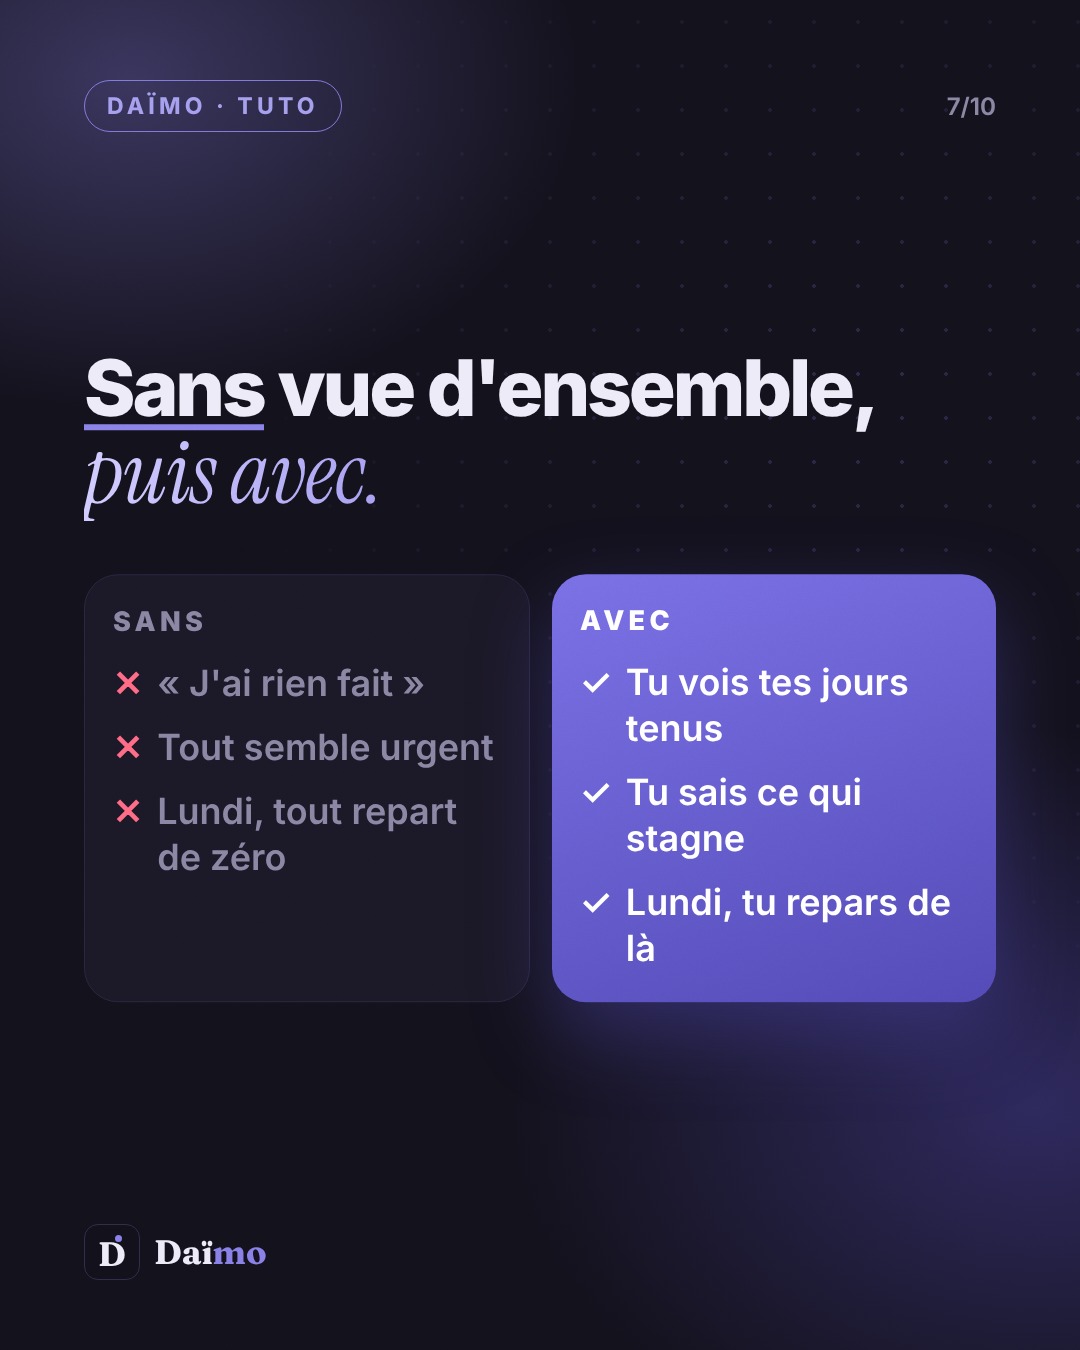 DAÏMO · TUTO
7/10
Sans vue d'ensemble,
puis avec.
SANS
✕ « J'ai rien fait »
✕ Tout semble urgent
✕ Lundi, tout repart
de zéro
AVEC
✓ Tu vois tes jours
tenus
✓ Tu sais ce qui
stagne
✓ Lundi, tu repars de
là
D
Daïmo